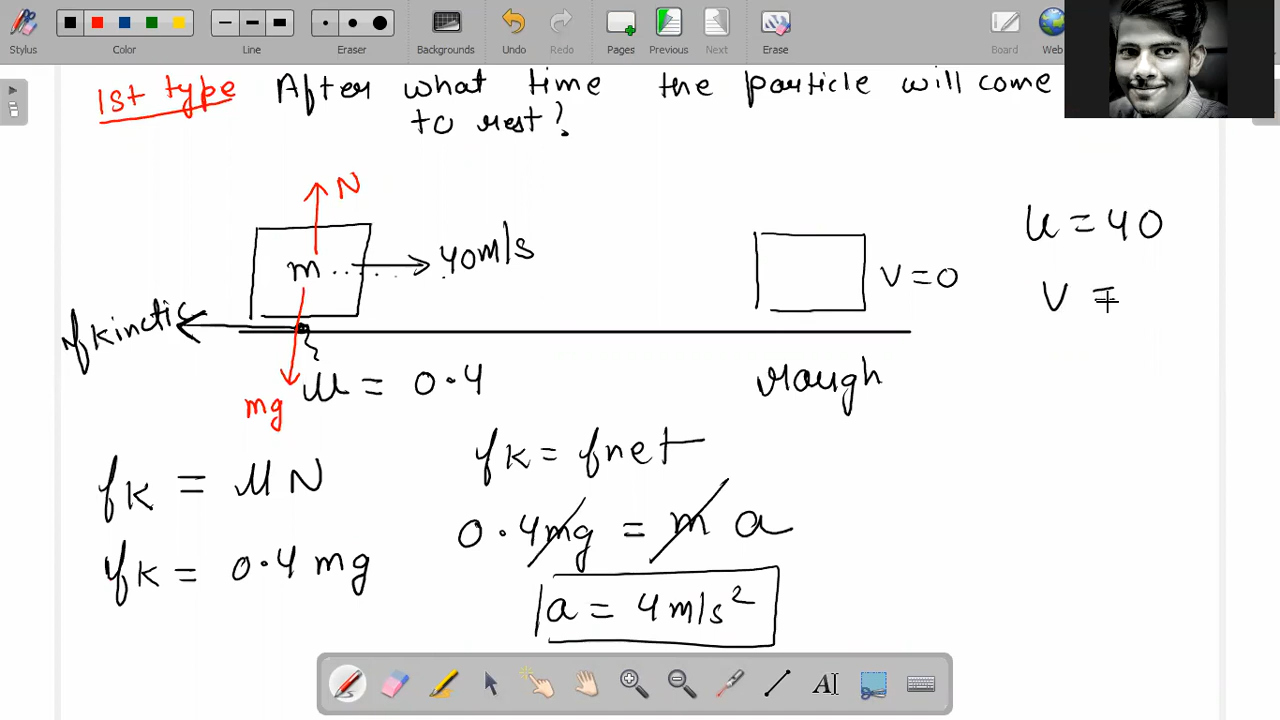 Stylus Color Line Eraser Backgrounds Undo Redo Pages Previous Next Erase Board Web
1st type After what time the particle will come
to rest?
N
m 40m/s
u = 40
v = 0
v =
fkinetic
mg
μ = 0.4
rough
fk = μN
fk = fnet
fk = 0.4 mg
0.4mg = m a
a = 4m/s²